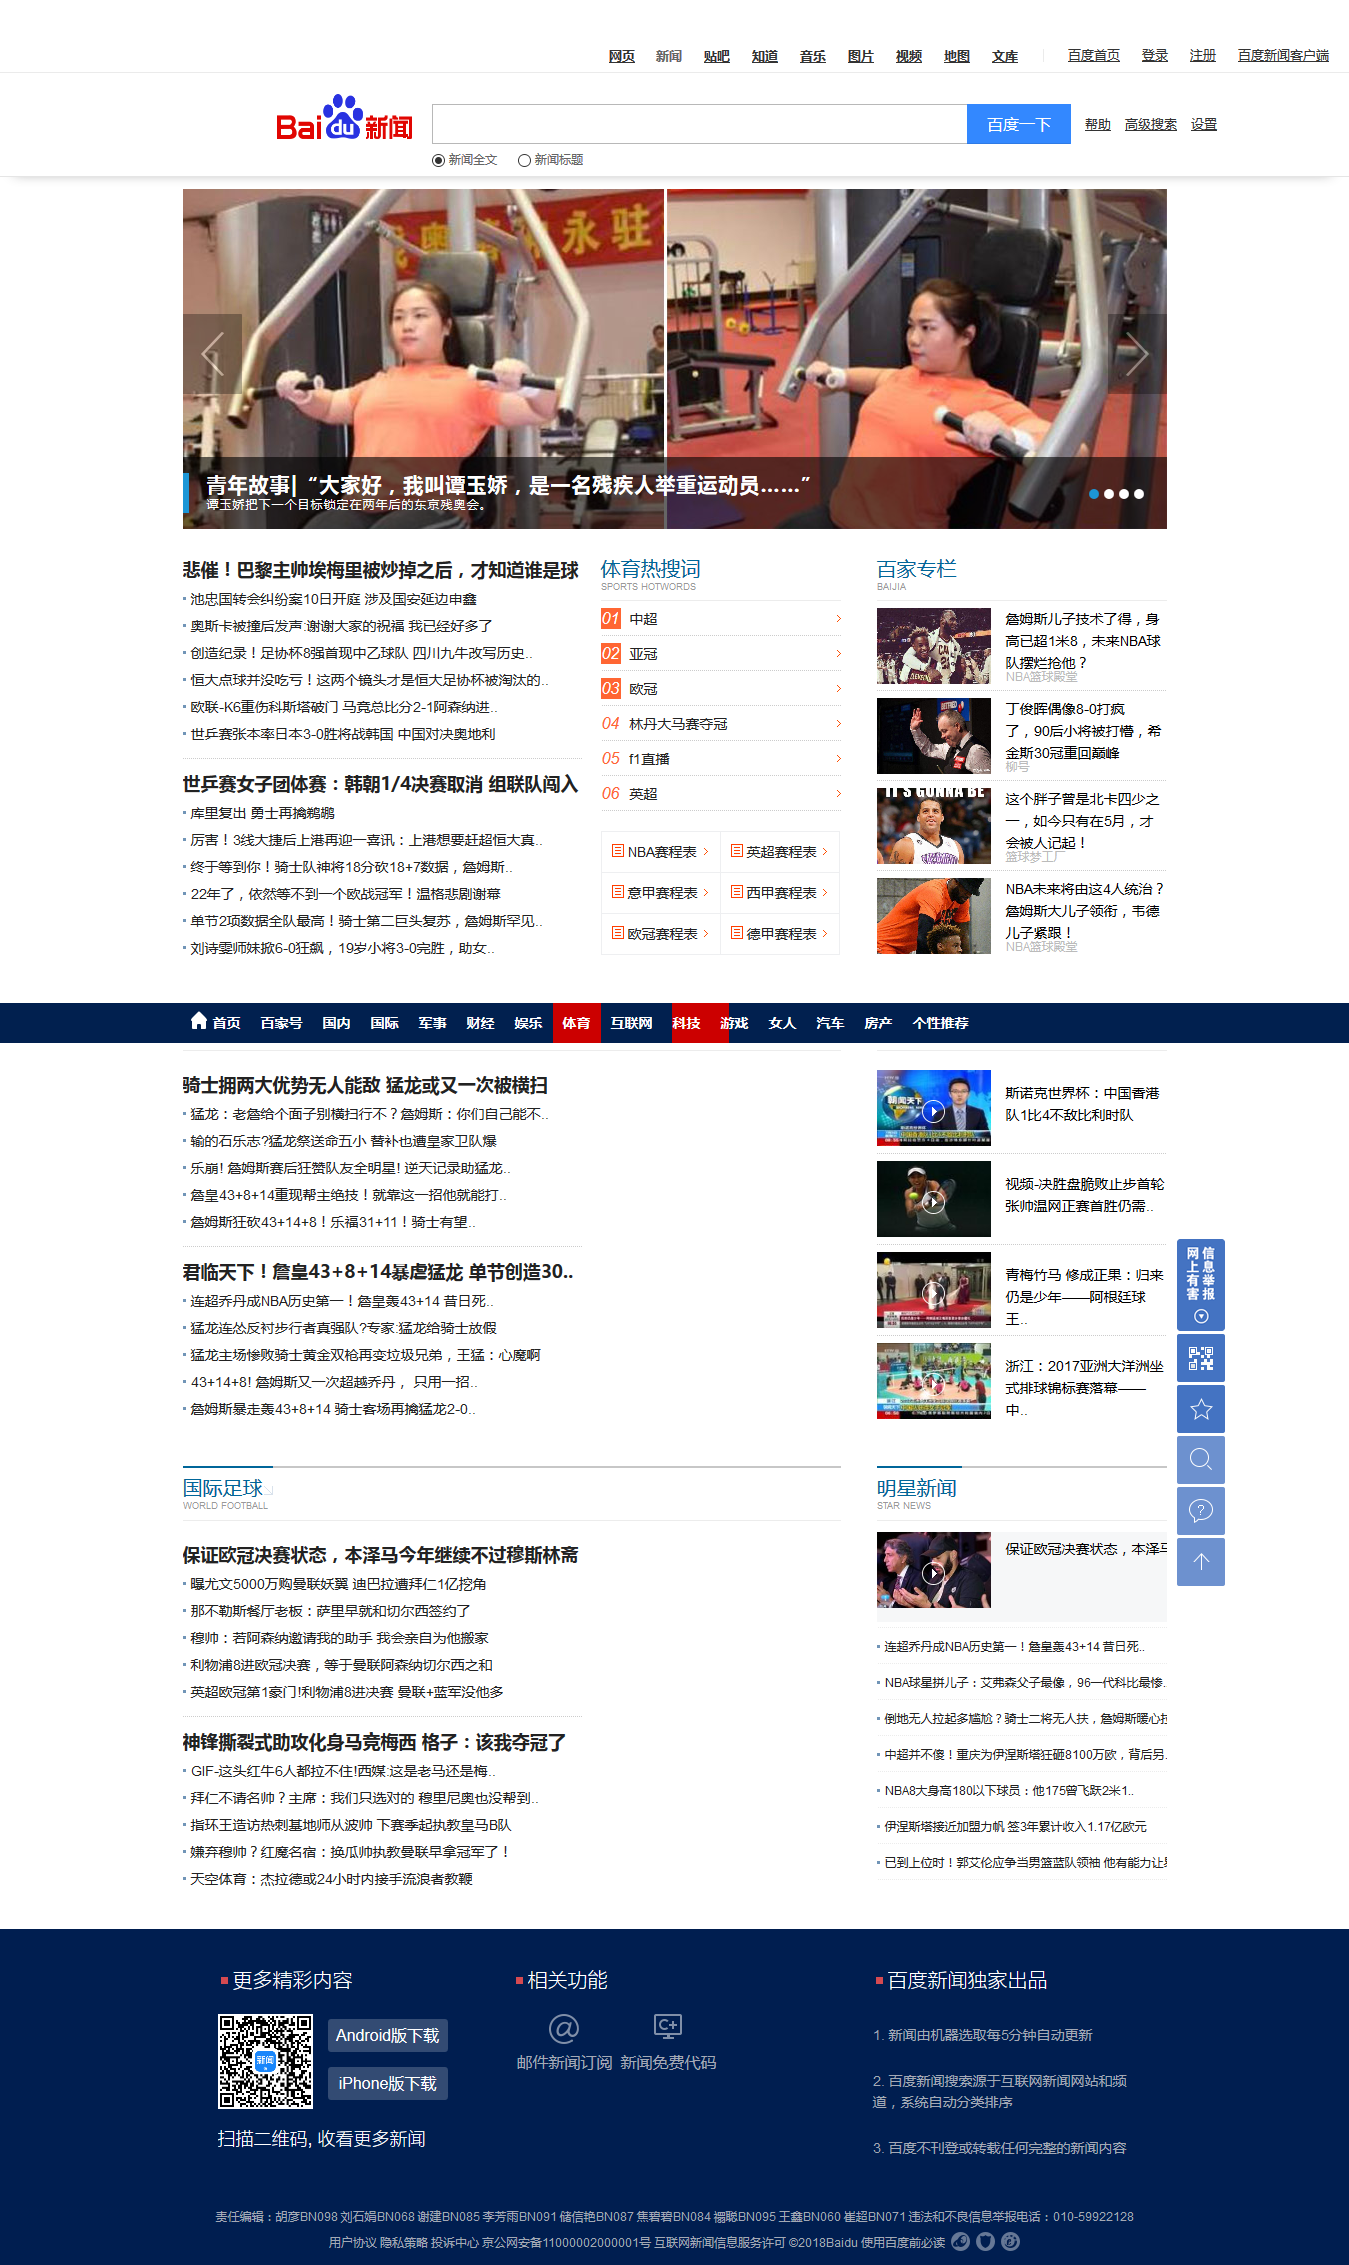 网页 新闻 贴吧 知道 音乐 图片 视频 地图 文库 百度首页 登录 注册 百度新闻客户端
Bai du 新闻
百度一下 帮助 高级搜索 设置
新闻全文 新闻标题
青年故事|“大家好，我叫谭玉娇，是一名残疾人举重运动员……”
谭玉娇把下一个目标锁定在两年后的东京残奥会。
悲催！巴黎主帅埃梅里被炒掉之后，才知道谁是球
池忠国转会纠纷案10日开庭 涉及国安延边申鑫
奥斯卡被撞后发声:谢谢大家的祝福 我已经好多了
创造纪录！足协杯8强首现中乙球队 四川九牛改写历史..
恒大点球并没吃亏！这两个镜头才是恒大足协杯被淘汰的..
欧联-K6重伤科斯塔破门 马竞总比分2-1阿森纳进..
世乒赛张本率日本3-0胜将战韩国 中国对决奥地利
世乒赛女子团体赛：韩朝1/4决赛取消 组联队闯入
库里复出 勇士再擒鹈鹕
厉害！3线大捷后上港再迎一喜讯：上港想要赶超恒大真..
终于等到你！骑士队神将18分砍18+7数据，詹姆斯..
22年了，依然等不到一个欧战冠军！温格悲剧谢幕
单节2项数据全队最高！骑士第二巨头复苏，詹姆斯罕见..
刘诗雯师妹掀6-0狂飙，19岁小将3-0完胜，助女..
体育热搜词
SPORTS HOTWORDS
01 中超
02 亚冠
03 欧冠
04 林丹大马赛夺冠
05 f1直播
06 英超
NBA赛程表 英超赛程表
意甲赛程表 西甲赛程表
欧冠赛程表 德甲赛程表
百家专栏
BAIJIA
詹姆斯儿子技术了得，身
高已超1米8，未来NBA球
队摆烂抢他？
NBA篮球殿堂
丁俊晖偶像8-0打疯
了，90后小将被打懵，希
金斯30冠重回巅峰
柳号
IT'S GONNA BE
这个胖子曾是北卡四少之
一，如今只有在5月，才
会被人记起！
篮球梦工厂
NBA未来将由这4人统治？
詹姆斯大儿子领衔，韦德
儿子紧跟！
NBA篮球殿堂
首页 百家号 国内 国际 军事 财经 娱乐 体育 互联网 科技 游戏 女人 汽车 房产 个性推荐
骑士拥两大优势无人能敌 猛龙或又一次被横扫
猛龙：老詹给个面子别横扫行不？詹姆斯：你们自己能不..
输的石乐志?猛龙祭送命五小 替补也遭皇家卫队爆
乐崩! 詹姆斯赛后狂赞队友全明星! 逆天记录助猛龙..
詹皇43+8+14重现帮主绝技！就靠这一招他就能打..
詹姆斯狂砍43+14+8！乐福31+11！骑士有望..
君临天下！詹皇43+8+14暴虐猛龙 单节创造30..
连超乔丹成NBA历史第一！詹皇轰43+14 昔日死..
猛龙连怂反衬步行者真强队?专家:猛龙给骑士放假
猛龙主场惨败骑士黄金双枪再变垃圾兄弟，王猛：心魔啊
43+14+8! 詹姆斯又一次超越乔丹， 只用一招..
詹姆斯暴走轰43+8+14 骑士客场再擒猛龙2-0..
斯诺克世界杯：中国香港
队1比4不敌比利时队
视频-决胜盘脆败止步首轮
张帅温网正赛首胜仍需..
青梅竹马 修成正果：归来
仍是少年——阿根廷球
王..
浙江：2017亚洲大洋洲坐
式排球锦标赛落幕——
中..
网上有害
信息举报
国际足球
WORLD FOOTBALL
保证欧冠决赛状态，本泽马今年继续不过穆斯林斋
曝尤文5000万购曼联妖翼 迪巴拉遭拜仁1亿挖角
那不勒斯餐厅老板：萨里早就和切尔西签约了
穆帅：若阿森纳邀请我的助手 我会亲自为他搬家
利物浦8进欧冠决赛，等于曼联阿森纳切尔西之和
英超欧冠第1豪门!利物浦8进决赛 曼联+蓝军没他多
神锋撕裂式助攻化身马竞梅西 格子：该我夺冠了
GIF-这头红牛6人都拉不住!西媒:这是老马还是梅..
拜仁不请名帅？主席：我们只选对的 穆里尼奥也没帮到..
指环王造访热刺基地师从波帅 下赛季起执教皇马B队
嫌弃穆帅？红魔名宿：换瓜帅执教曼联早拿冠军了！
天空体育：杰拉德或24小时内接手流浪者教鞭
明星新闻
STAR NEWS
保证欧冠决赛状态，本泽马
连超乔丹成NBA历史第一！詹皇轰43+14 昔日死..
NBA球星拼儿子：艾弗森父子最像，96一代科比最惨.
倒地无人拉起多尴尬？骑士二将无人扶，詹姆斯暖心拉
中超并不傻！重庆为伊涅斯塔狂砸8100万欧，背后另.
NBA8大身高180以下球员：他175曾飞跃2米1..
伊涅斯塔接近加盟力帆 签3年累计收入1.17亿欧元
已到上位时！郭艾伦应争当男篮蓝队领袖 他有能力让
更多精彩内容
新闻
Android版下载
iPhone版下载
扫描二维码, 收看更多新闻
相关功能
邮件新闻订阅 新闻免费代码
百度新闻独家出品
1. 新闻由机器选取每5分钟自动更新
2. 百度新闻搜索源于互联网新闻网站和频
道，系统自动分类排序
3. 百度不刊登或转载任何完整的新闻内容
责任编辑：胡彦BN098 刘石娟BN068 谢建BN085 李芳雨BN091 储信艳BN087 焦碧碧BN084 禤聪BN095 王鑫BN060 崔超BN071 违法和不良信息举报电话：010-59922128
用户协议 隐私策略 投诉中心 京公网安备11000002000001号 互联网新闻信息服务许可 ©2018Baidu 使用百度前必读